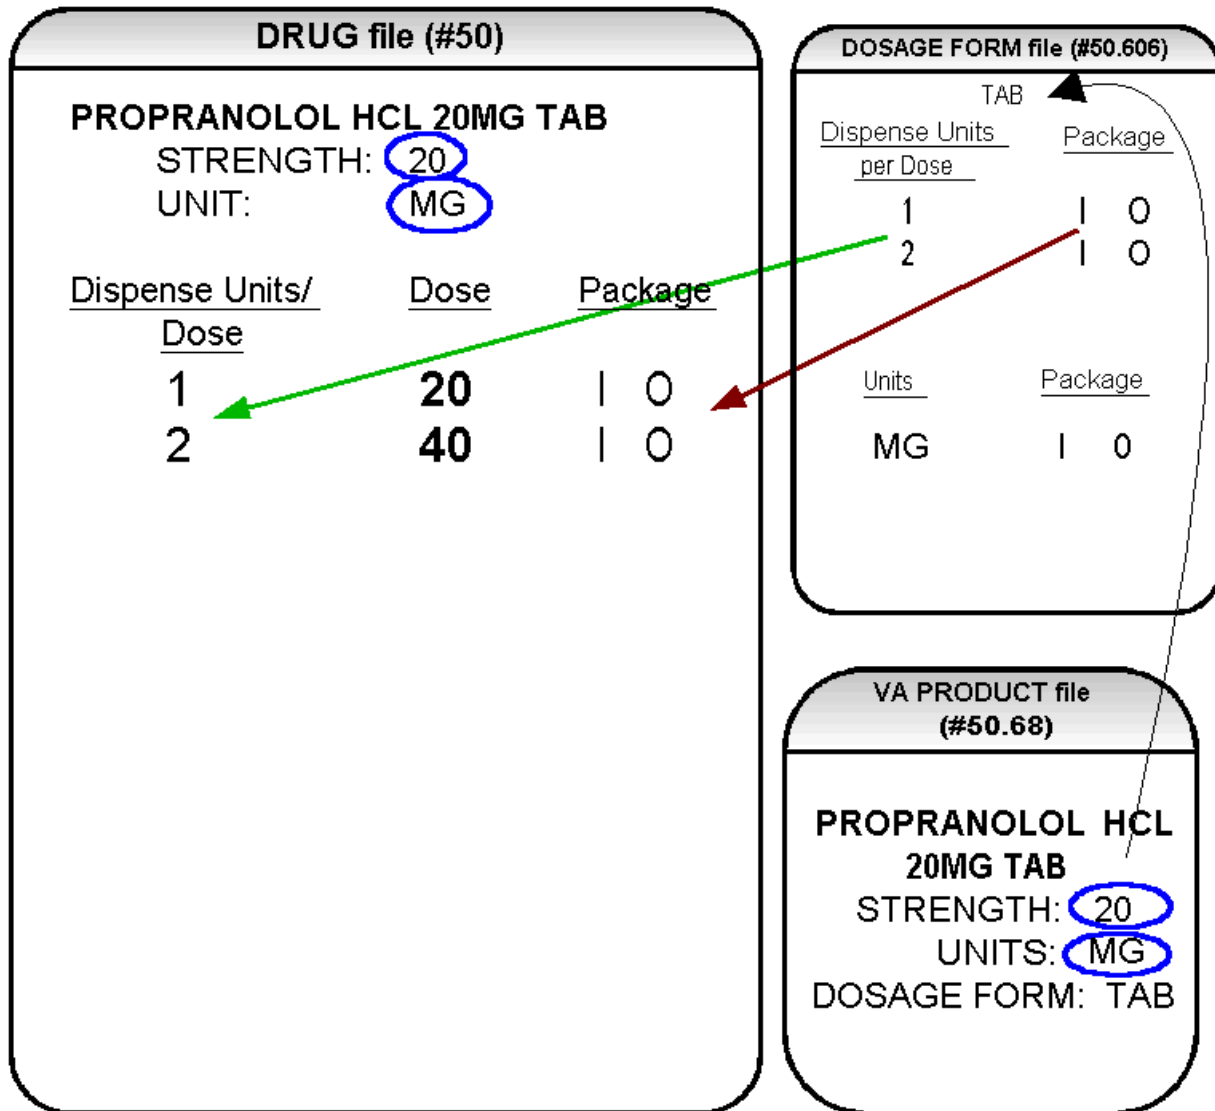 DRUG file (#50)
PROPRANOLOL HCL 20MG TAB
STRENGTH: 20
UNIT: MG
Dispense Units/ Dose Package
Dose
1 20 I O
2 40 I O
DOSAGE FORM file (#50.606)
TAB
Dispense Units Package
per Dose
1 I O
2 I O
Units Package
MG I 0
VA PRODUCT file
(#50.68)
PROPRANOLOL HCL
20MG TAB
STRENGTH: 20
UNITS: MG
DOSAGE FORM: TAB